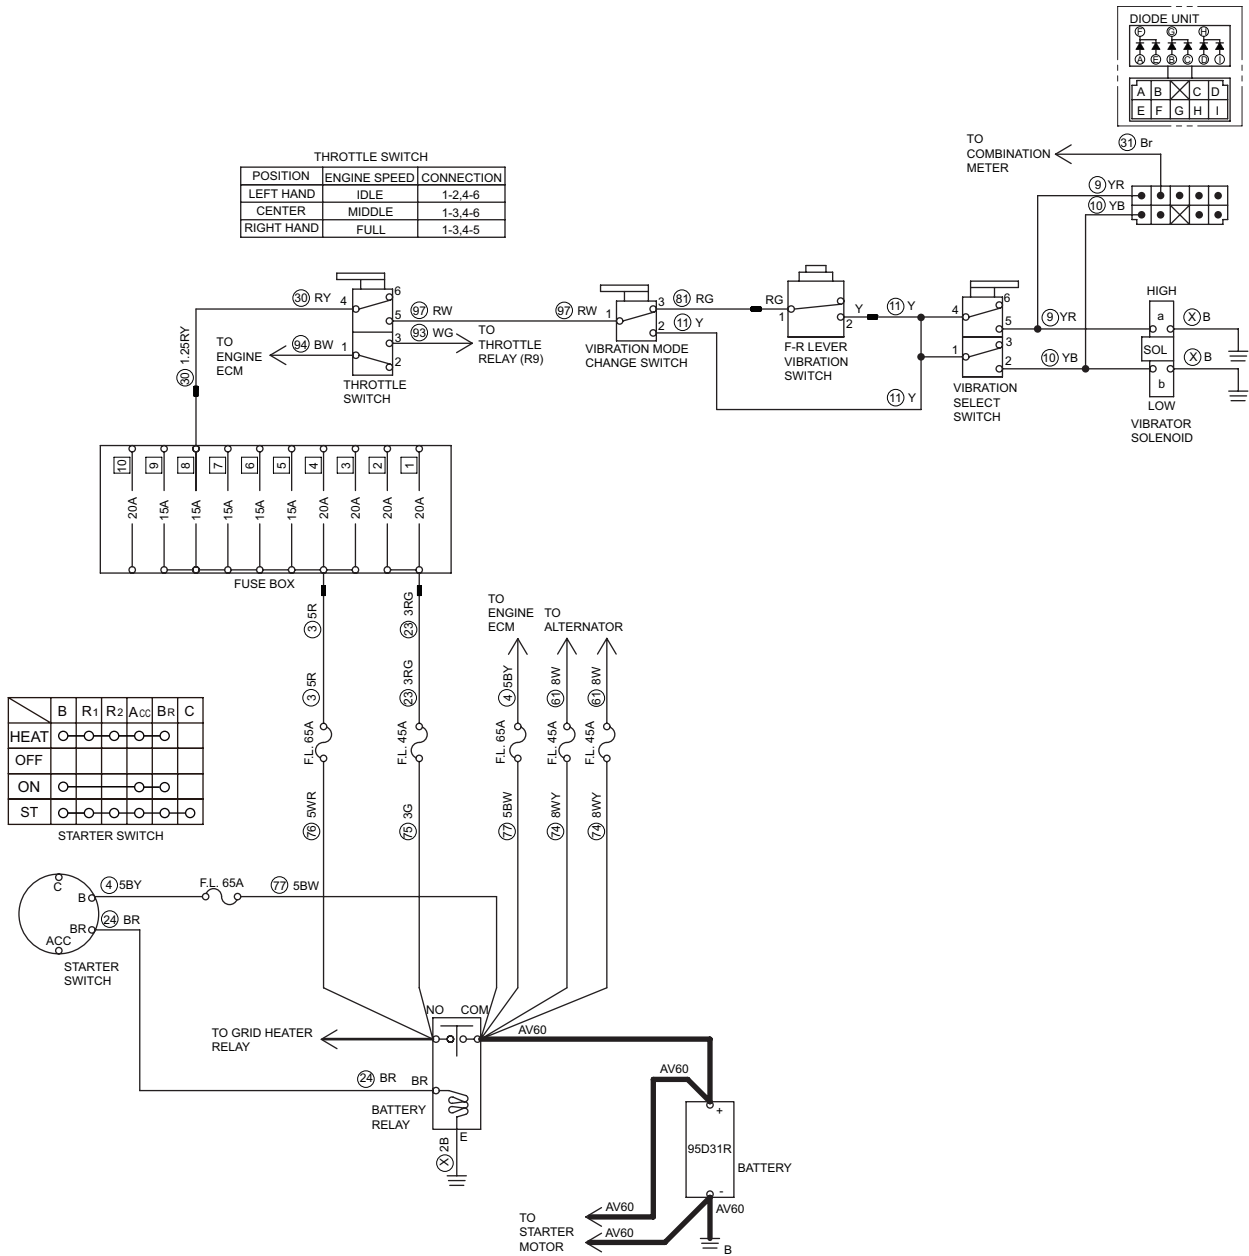 DIODE UNIT
F G H
A E B C D I
A B C D
E F G H I
TO
COMBINATION
METER
31 Br
9 YR
10 YB
THROTTLE SWITCH
POSITION ENGINE SPEED CONNECTION
LEFT HAND IDLE 1-2,4-6
CENTER MIDDLE 1-3,4-6
RIGHT HAND FULL 1-3,4-5
30 RY
4
6
5
97 RW
93 WG
TO
THROTTLE
RELAY (R9)
TO
ENGINE
ECM
94 BW
1
3
2
THROTTLE
SWITCH
30 1.25RY
97 RW
1
3
2
81 RG
11 Y
VIBRATION MODE
CHANGE SWITCH
RG
1
2
Y
F-R LEVER
VIBRATION
SWITCH
11 Y
11 Y
4
6
5
1
3
2
VIBRATION
SELECT
SWITCH
9 YR
10 YB
HIGH
a
SOL
b
LOW
VIBRATOR
SOLENOID
X B
X B
10 9 8 7 6 5 4 3 2 1
20A 15A 15A 15A 15A 15A 20A 20A 20A 20A
FUSE BOX
3 5R
23 3RG
3 5R
23 3RG
TO
ENGINE
ECM
TO
ALTERNATOR
4 5BY
61 8W
61 8W
F.L. 65A
F.L. 45A
F.L. 65A
F.L. 45A
F.L. 45A
76 5WR
75 3G
77 5BW
74 8WY
74 8WY
B R1 R2 ACC BR C
HEAT
OFF
ON
ST
STARTER SWITCH
C
B
BR
ACC
STARTER
SWITCH
4 5BY
F.L. 65A
77 5BW
24 BR
NO COM
TO GRID HEATER
RELAY
AV60
24 BR
BR
BATTERY
RELAY
E
X 2B
AV60
+
95D31R
-
BATTERY
AV60
AV60
AV60
TO
STARTER
MOTOR
B